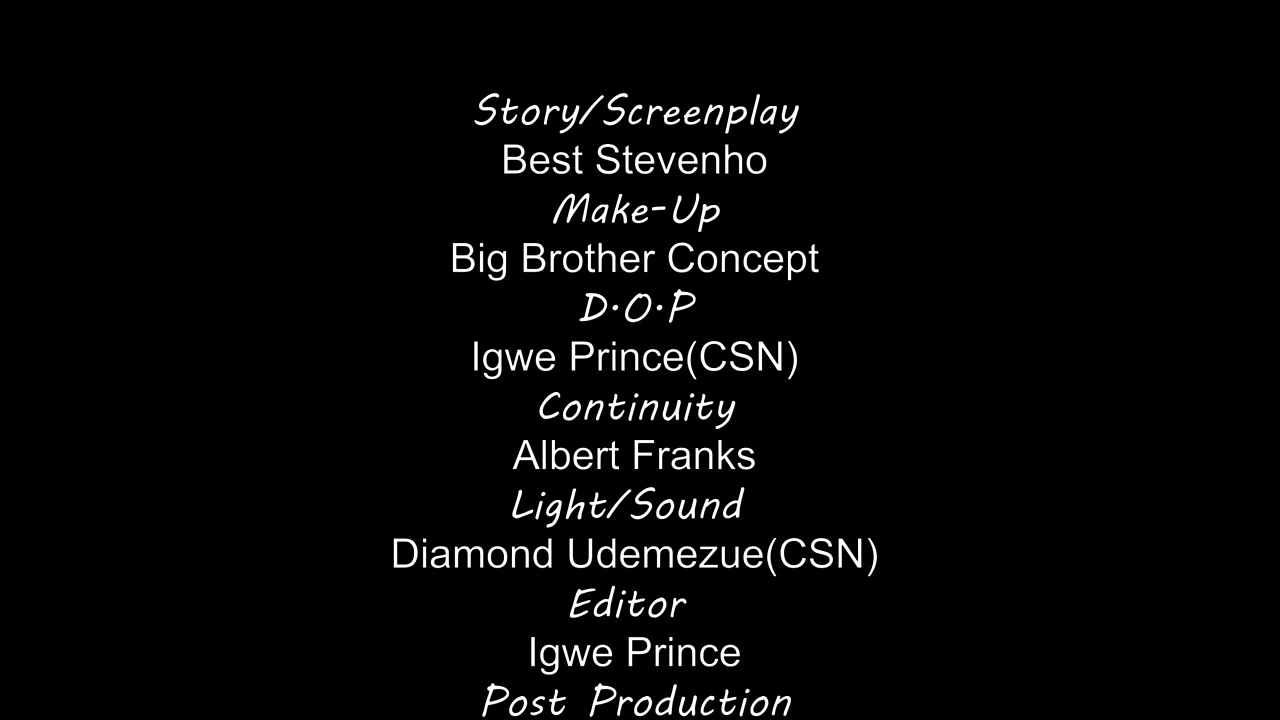 Story/Screenplay
Best Stevenho
Make-Up
Big Brother Concept
D.O.P
Igwe Prince(CSN)
Continuity
Albert Franks
Light/Sound
Diamond Udemezue(CSN)
Editor
Igwe Prince
Post Production